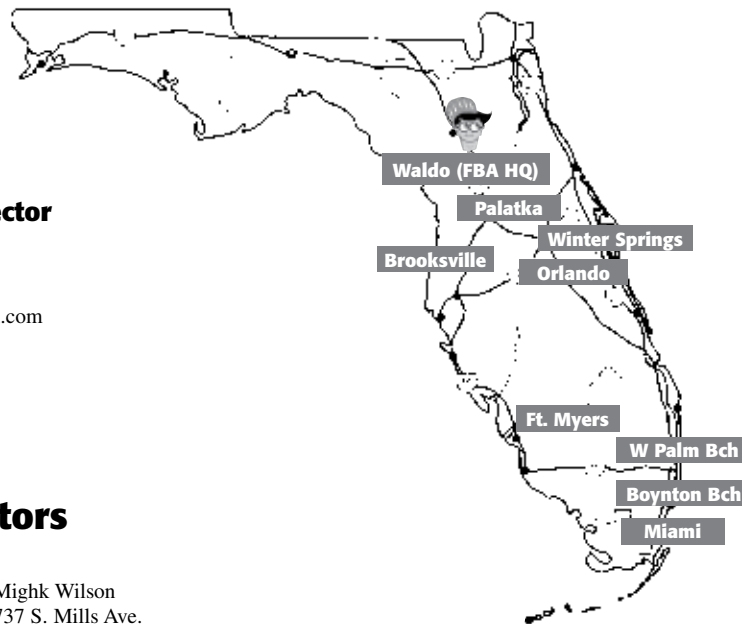 Waldo (FBA HQ)
ector
Palatka
Winter Springs
Brooksville
Orlando
.com
Ft. Myers
W Palm Bch
Boynton Bch
tors
Miami
Mighk Wilson
737 S. Mills Ave.